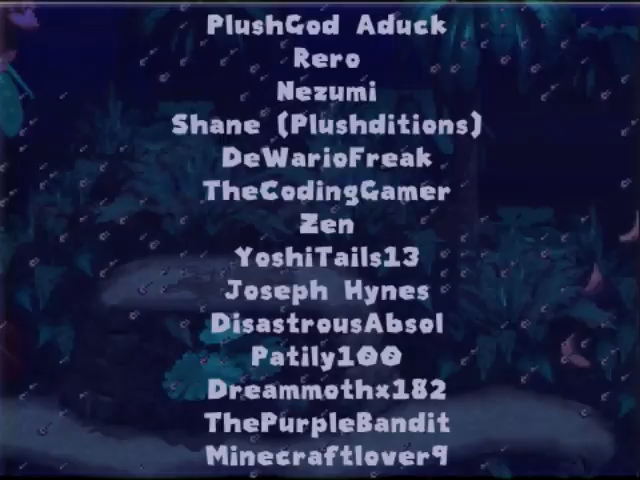 PlushGod Aduck
Rero
Nezumi
Shane (Plushditions)
DeWarioFreak
TheCodingGamer
Zen
YoshiTails13
Joseph Hynes
DisastrousAbsol
Patily100
Dreammothx182
ThePurpleBandit
Minecraftlover9